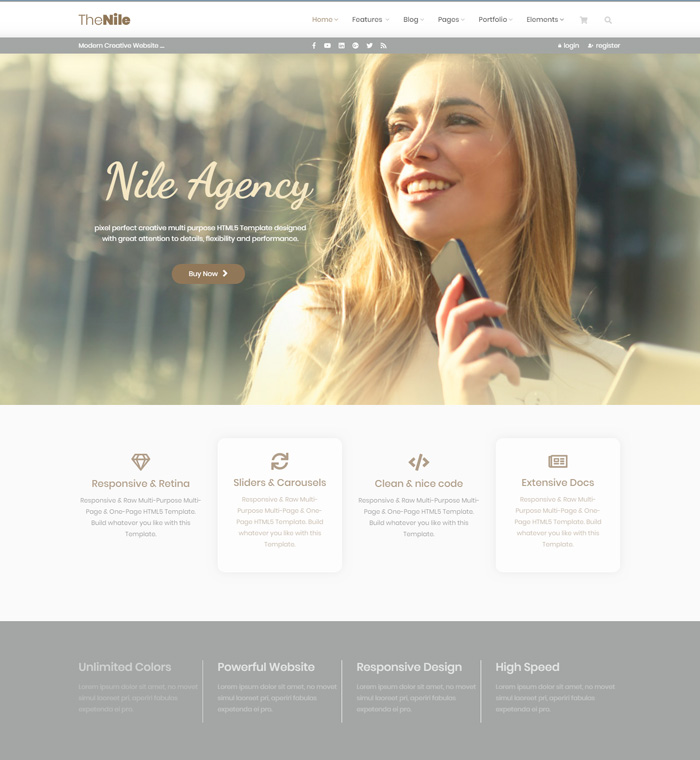 TheNile
Home Features Blog Pages Portfolio Elements
Modern Creative Website ...
login register
Nile Agency
pixel perfect creative multi purpose HTML5 Template designed
with great attention to details, flexibility and performance.
Buy Now
Responsive & Retina
Responsive & Raw Multi-Purpose Multi-
Page & One-Page HTML5 Template.
Build whatever you like with this
Template.
Sliders & Carousels
Responsive & Raw Multi-
Purpose Multi-Page & One-
Page HTML5 Template. Build
whatever you like with this
Template.
Clean & nice code
Responsive & Raw Multi-Purpose Multi-
Page & One-Page HTML5 Template.
Build whatever you like with this
Template.
Extensive Docs
Responsive & Raw Multi-
Purpose Multi-Page & One-
Page HTML5 Template. Build
whatever you like with this
Template.
Unlimited Colors
Lorem ipsum dolor sit amet, no movet
simul laoreet pri, aperiri fabulas
expetenda ei pro.
Powerful Website
Lorem ipsum dolor sit amet, no movet
simul laoreet pri, aperiri fabulas
expetenda ei pro.
Responsive Design
Lorem ipsum dolor sit amet, no movet
simul laoreet pri, aperiri fabulas
expetenda ei pro.
High Speed
Lorem ipsum dolor sit amet, no movet
simul laoreet pri, aperiri fabulas
expetenda ei pro.